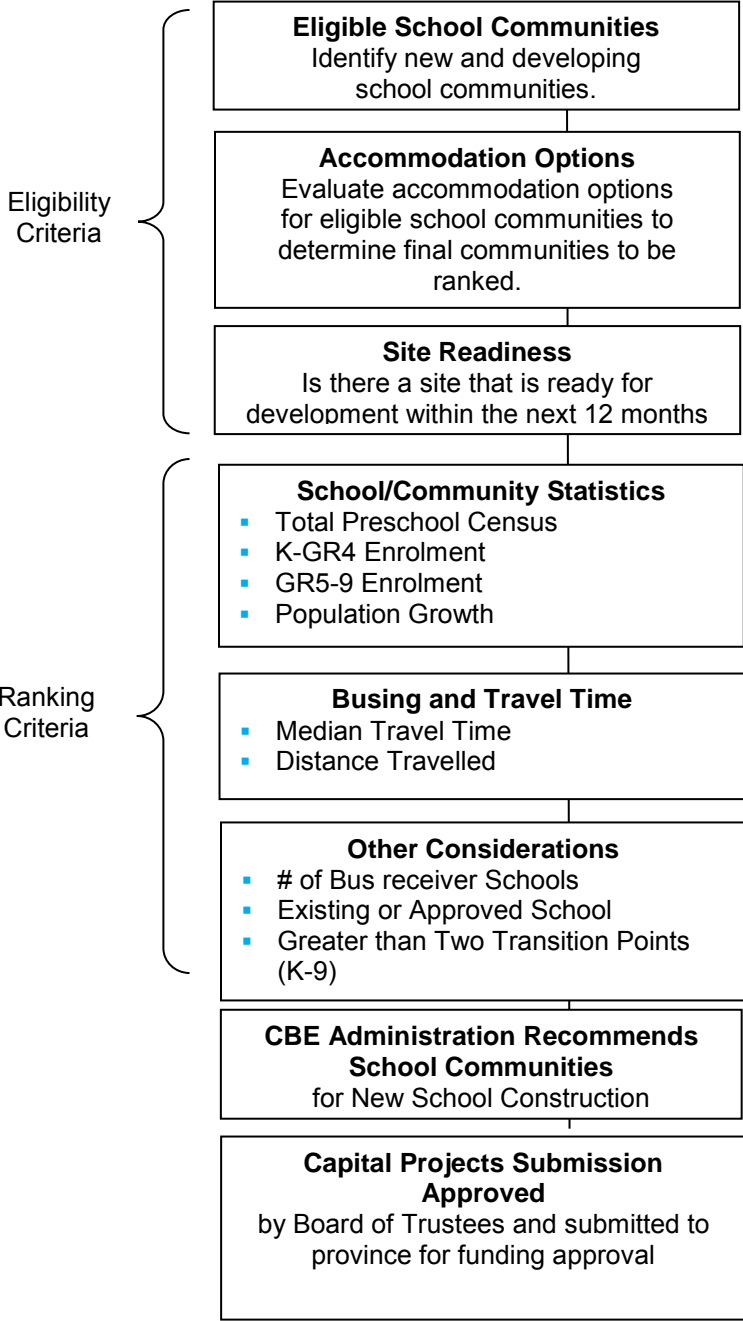 Eligible School Communities
Identify new and developing
school communities.
Accommodation Options
Evaluate accommodation options
for eligible school communities to
determine final communities to be
ranked.
Eligibility
Criteria
Site Readiness
Is there a site that is ready for
development within the next 12 months
School/Community Statistics
▪ Total Preschool Census
▪ K-GR4 Enrolment
▪ GR5-9 Enrolment
▪ Population Growth
Ranking
Criteria
Busing and Travel Time
▪ Median Travel Time
▪ Distance Travelled
Other Considerations
▪ # of Bus receiver Schools
▪ Existing or Approved School
▪ Greater than Two Transition Points
(K-9)
CBE Administration Recommends
School Communities
for New School Construction
Capital Projects Submission
Approved
by Board of Trustees and submitted to
province for funding approval